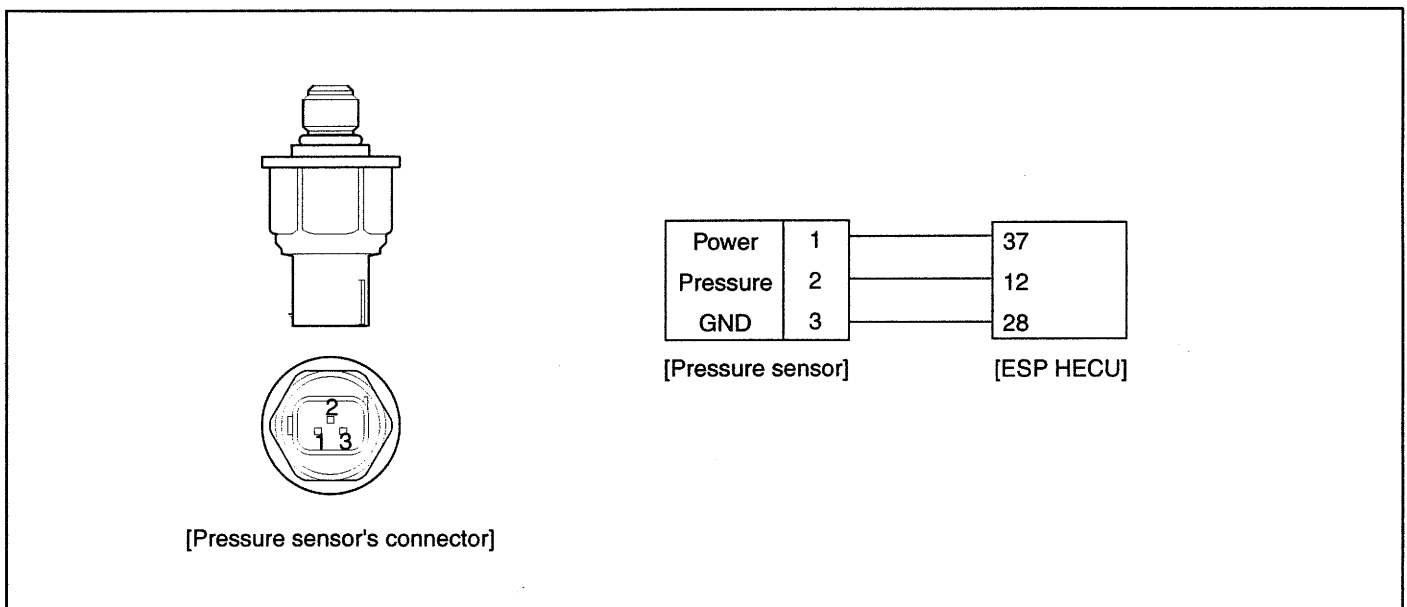 2
1 3
[Pressure sensor's connector]
Power 1 37
Pressure 2 12
GND 3 28
[Pressure sensor] [ESP HECU]